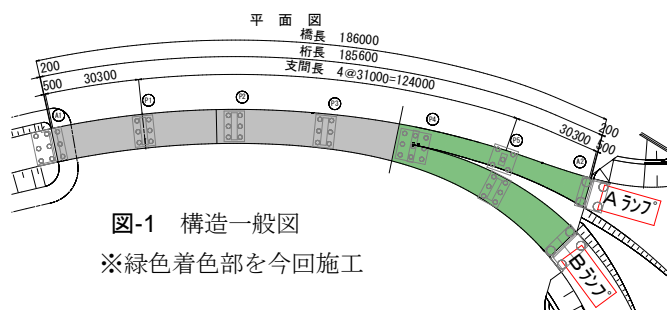 平 面 図
橋長 186000
桁長 185600
支間長 4@31000=124000
200
500 30300
200
30300 500
A1
P1
P2
P3
P4
P5
A2
Aランプ
Bランプ
図-1 構造一般図
※緑色着色部を今回施工